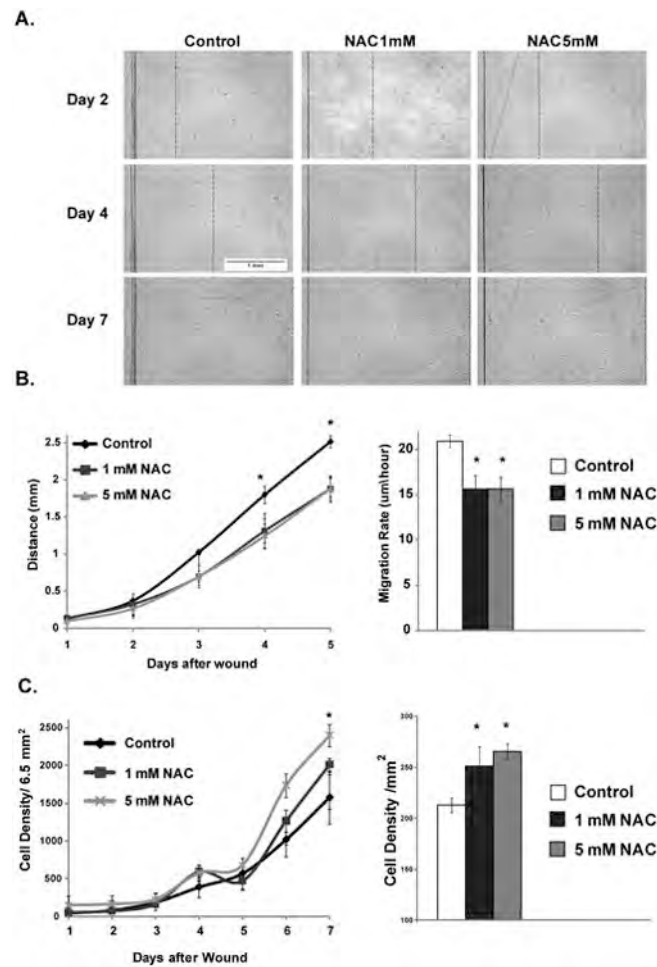 A.
Control NAC1mM NAC5mM
Day 2
Day 4
Day 7
B.
Distance (mm)
2.5
2
1.5
1
0.5
0
1 2 3 4 5
Days after wound
Control
1 mM NAC
5 mM NAC
*
*
Migration Rate (um\hour)
20
15
10
5
0
* *
Control
1 mM NAC
5 mM NAC
C.
Cell Density/ 6.5 mm²
2500
2000
1500
1000
500
0
1 2 3 4 5 6 7
Days after Wound
Control
1 mM NAC
5 mM NAC
*
Cell Density /mm²
300
250
200
150
100
* *
Control
1 mM NAC
5 mM NAC